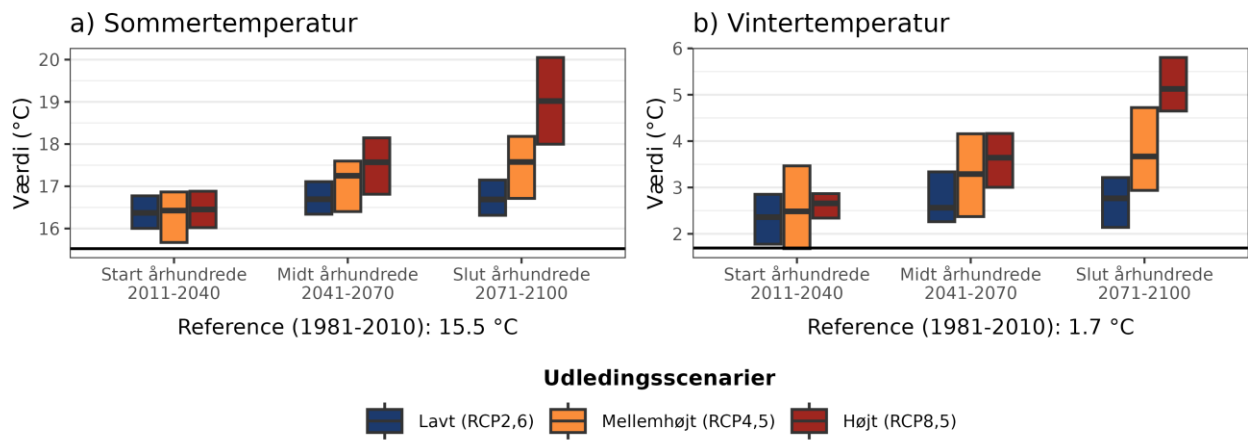 a) Sommertemperatur
Værdi (°C)
20
19
18
17
16
Start århundrede
2011-2040
Midt århundrede
2041-2070
Slut århundrede
2071-2100
Reference (1981-2010): 15.5 °C
b) Vintertemperatur
Værdi (°C)
6
5
4
3
2
Start århundrede
2011-2040
Midt århundrede
2041-2070
Slut århundrede
2071-2100
Reference (1981-2010): 1.7 °C
Udledingsscenarier
Lavt (RCP2,6)
Mellemhøjt (RCP4,5)
Højt (RCP8,5)